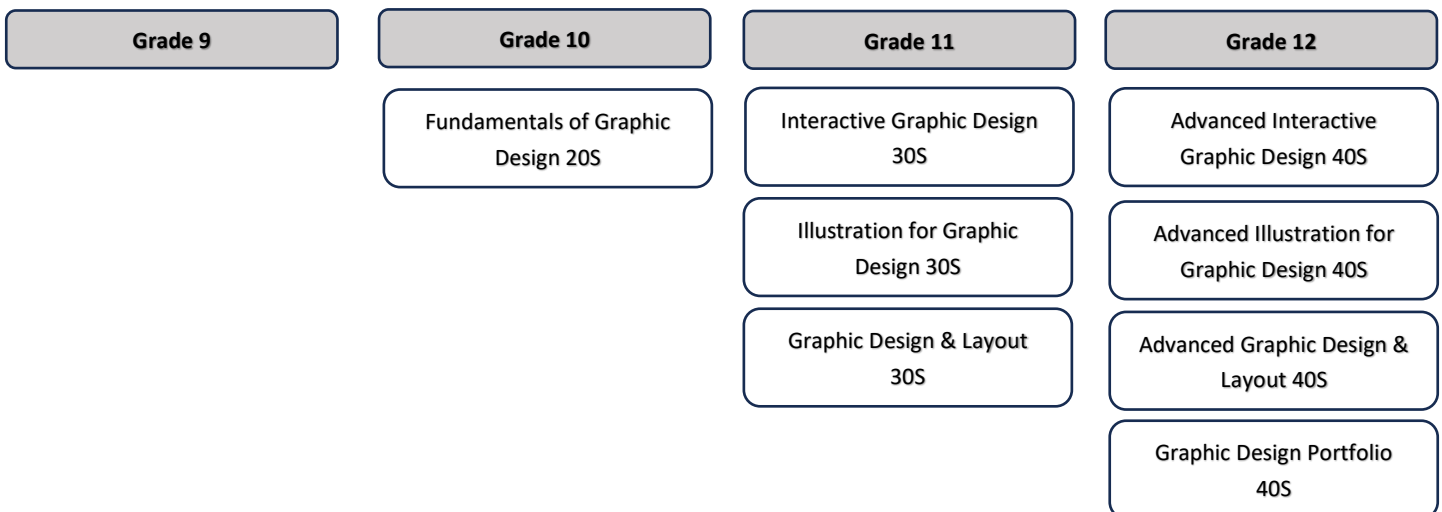 Grade 9
Grade 10
Grade 11
Grade 12
Fundamentals of Graphic
Design 20S
Interactive Graphic Design
30S
Illustration for Graphic
Design 30S
Graphic Design & Layout
30S
Advanced Interactive
Graphic Design 40S
Advanced Illustration for
Graphic Design 40S
Advanced Graphic Design &
Layout 40S
Graphic Design Portfolio
40S